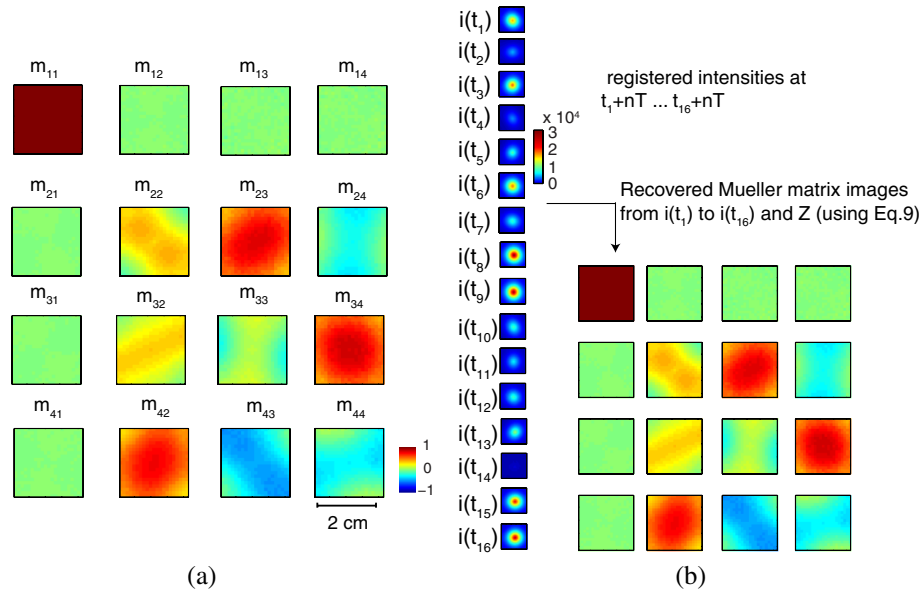 m11 m12 m13 m14
m21 m22 m23 m24
m31 m32 m33 m34
m41 m42 m43 m44
1
0
−1
2 cm
(a)
i(t1)
i(t2)
i(t3)
i(t4)
i(t5)
i(t6)
i(t7)
i(t8)
i(t9)
i(t10)
i(t11)
i(t12)
i(t13)
i(t14)
i(t15)
i(t16)
registered intensities at
t1+nT ... t16+nT
x 10^4
3
2
1
0
Recovered Mueller matrix images
from i(t1) to i(t16) and Z (using Eq.9)
(b)